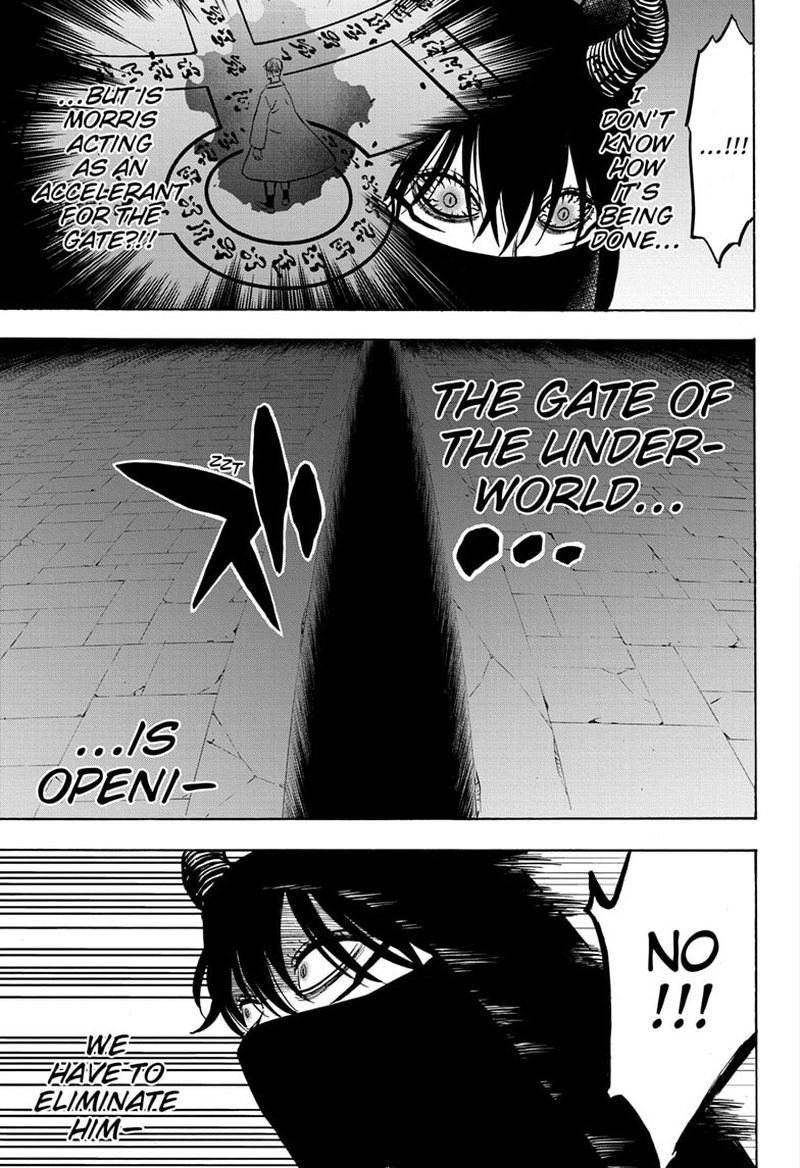 ...!!!
I
DON'T
KNOW
HOW
IT'S
BEING
DONE...
...BUT IS
MORRIS
ACTING
AS AN
ACCELERANT
FOR THE
GATE?!!
THE GATE OF
THE UNDER-
WORLD...
ZZT
ズ
...IS
OPENI—
NO
!!!
WE
HAVE TO
ELIMINATE
HIM—